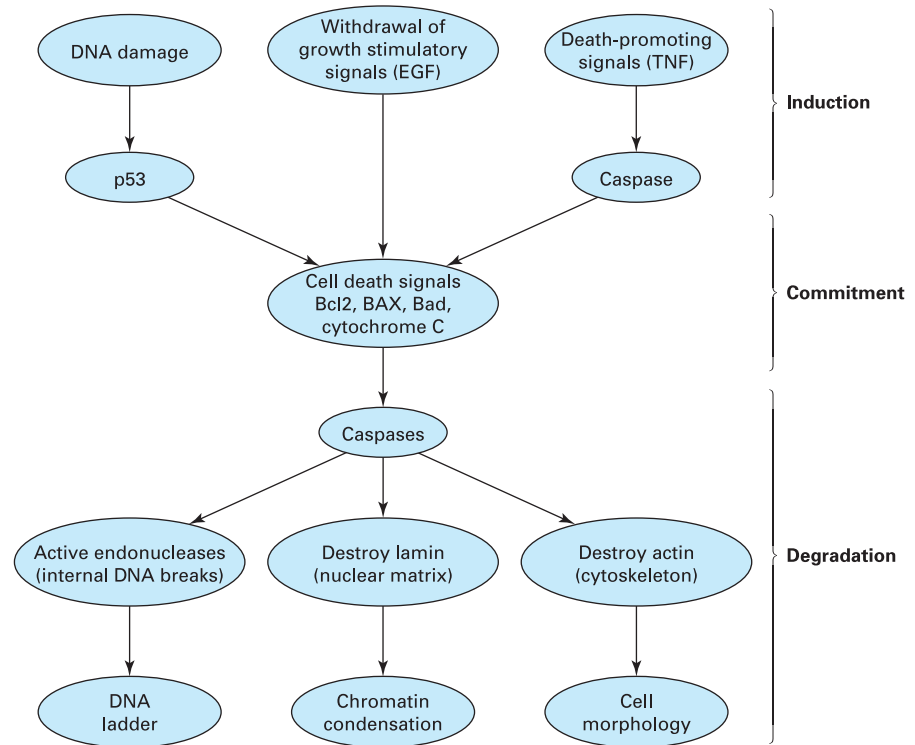 DNA damage
Withdrawal of
growth stimulatory
signals (EGF)
Death-promoting
signals (TNF)
Induction
p53
Caspase
Cell death signals
Bcl2, BAX, Bad,
cytochrome C
Commitment
Caspases
Active endonucleases
(internal DNA breaks)
Destroy lamin
(nuclear matrix)
Destroy actin
(cytoskeleton)
Degradation
DNA
ladder
Chromatin
condensation
Cell
morphology